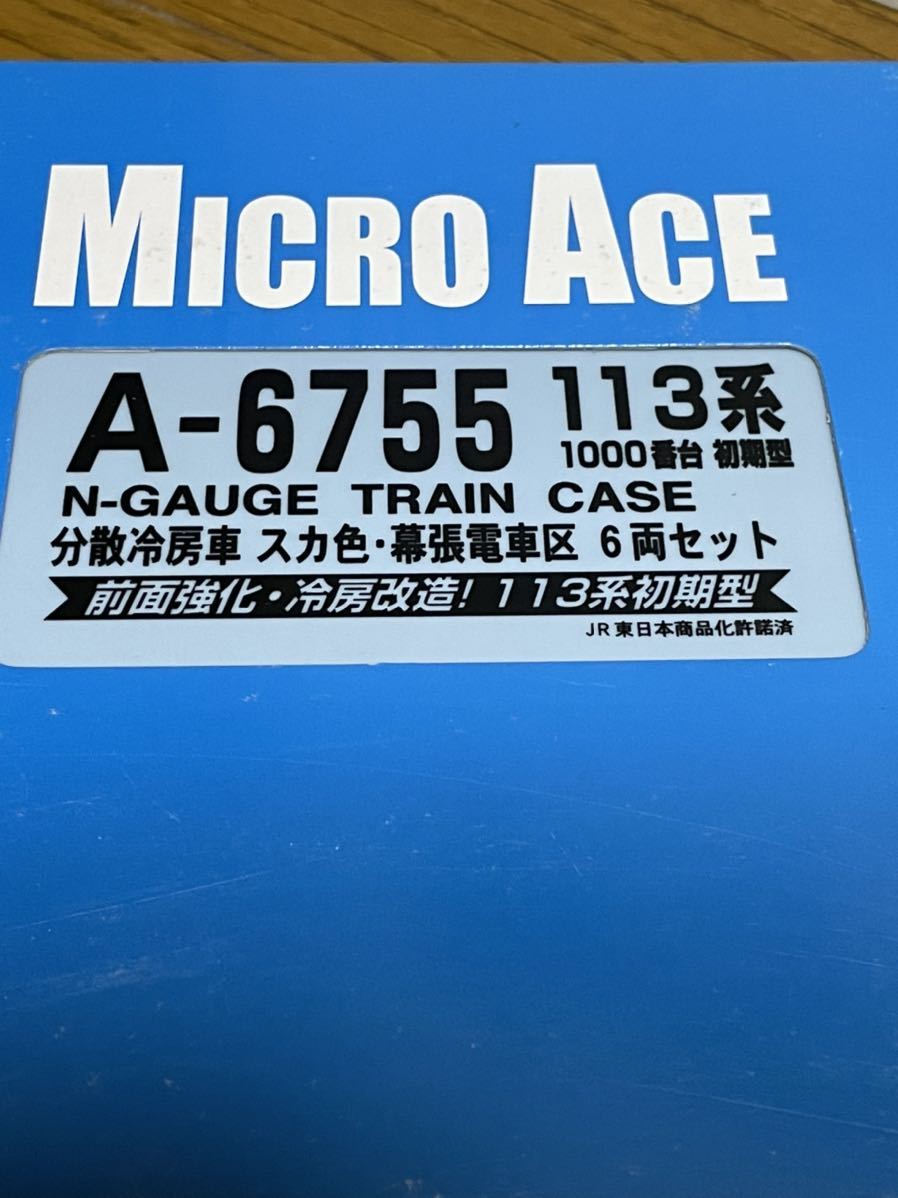 MICRO ACE
A-6755 113系
1000番台 初期型
N-GAUGE TRAIN CASE
分散冷房車 スカ色・幕張電車区 6両セット
前面強化・冷房改造! 113系初期型
JR東日本商品化許諾済